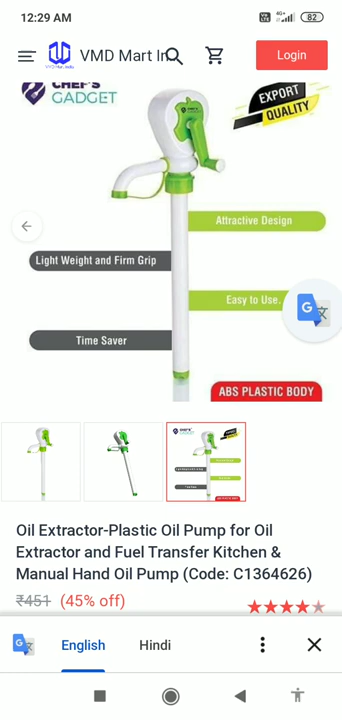 12:29 AM
4G+
82
VMD Mart In
Login
CHEF'S
GADGET
EXPORT
QUALITY
Attractive Design
Light Weight and Firm Grip
Easy to Use.
Time Saver
ABS PLASTIC BODY
Oil Extractor-Plastic Oil Pump for Oil
Extractor and Fuel Transfer Kitchen &
Manual Hand Oil Pump (Code: C1364626)
₹451 (45% off)
English
Hindi